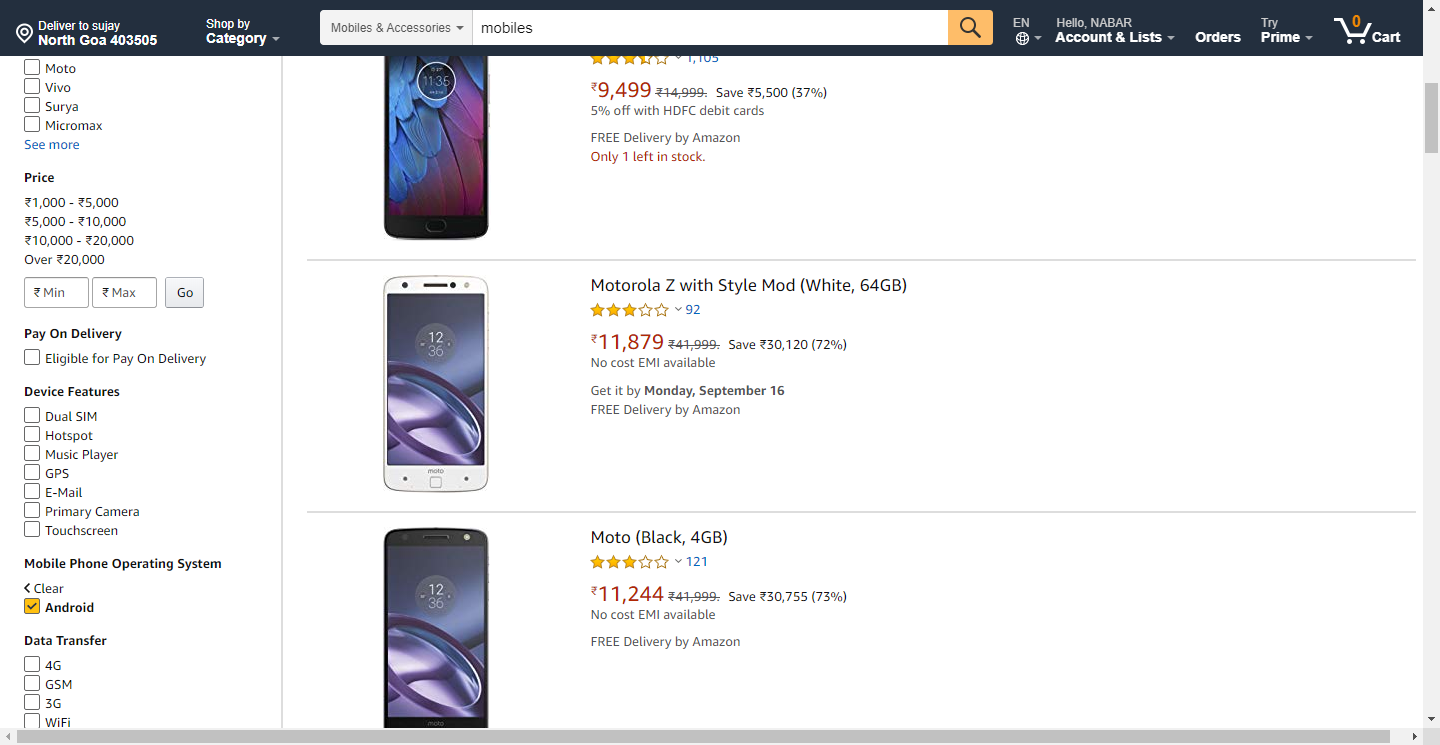 Deliver to sujay
North Goa 403505
Shop by
Category
Mobiles & Accessories
mobiles
EN
Hello, NABAR
Account & Lists
Orders
Try
Prime
0
Cart
Moto
Vivo
Surya
Micromax
See more
Price
₹1,000 - ₹5,000
₹5,000 - ₹10,000
₹10,000 - ₹20,000
Over ₹20,000
₹ Min
₹ Max
Go
Pay On Delivery
Eligible for Pay On Delivery
Device Features
Dual SIM
Hotspot
Music Player
GPS
E-Mail
Primary Camera
Touchscreen
Mobile Phone Operating System
Clear
Android
Data Transfer
4G
GSM
3G
WiFi
11:35
1,105
₹9,499 ₹14,999. Save ₹5,500 (37%)
5% off with HDFC debit cards
FREE Delivery by Amazon
Only 1 left in stock.
12
36
moto
Motorola Z with Style Mod (White, 64GB)
92
₹11,879 ₹41,999. Save ₹30,120 (72%)
No cost EMI available
Get it by Monday, September 16
FREE Delivery by Amazon
12
36
moto
Moto (Black, 4GB)
121
₹11,244 ₹41,999. Save ₹30,755 (73%)
No cost EMI available
FREE Delivery by Amazon